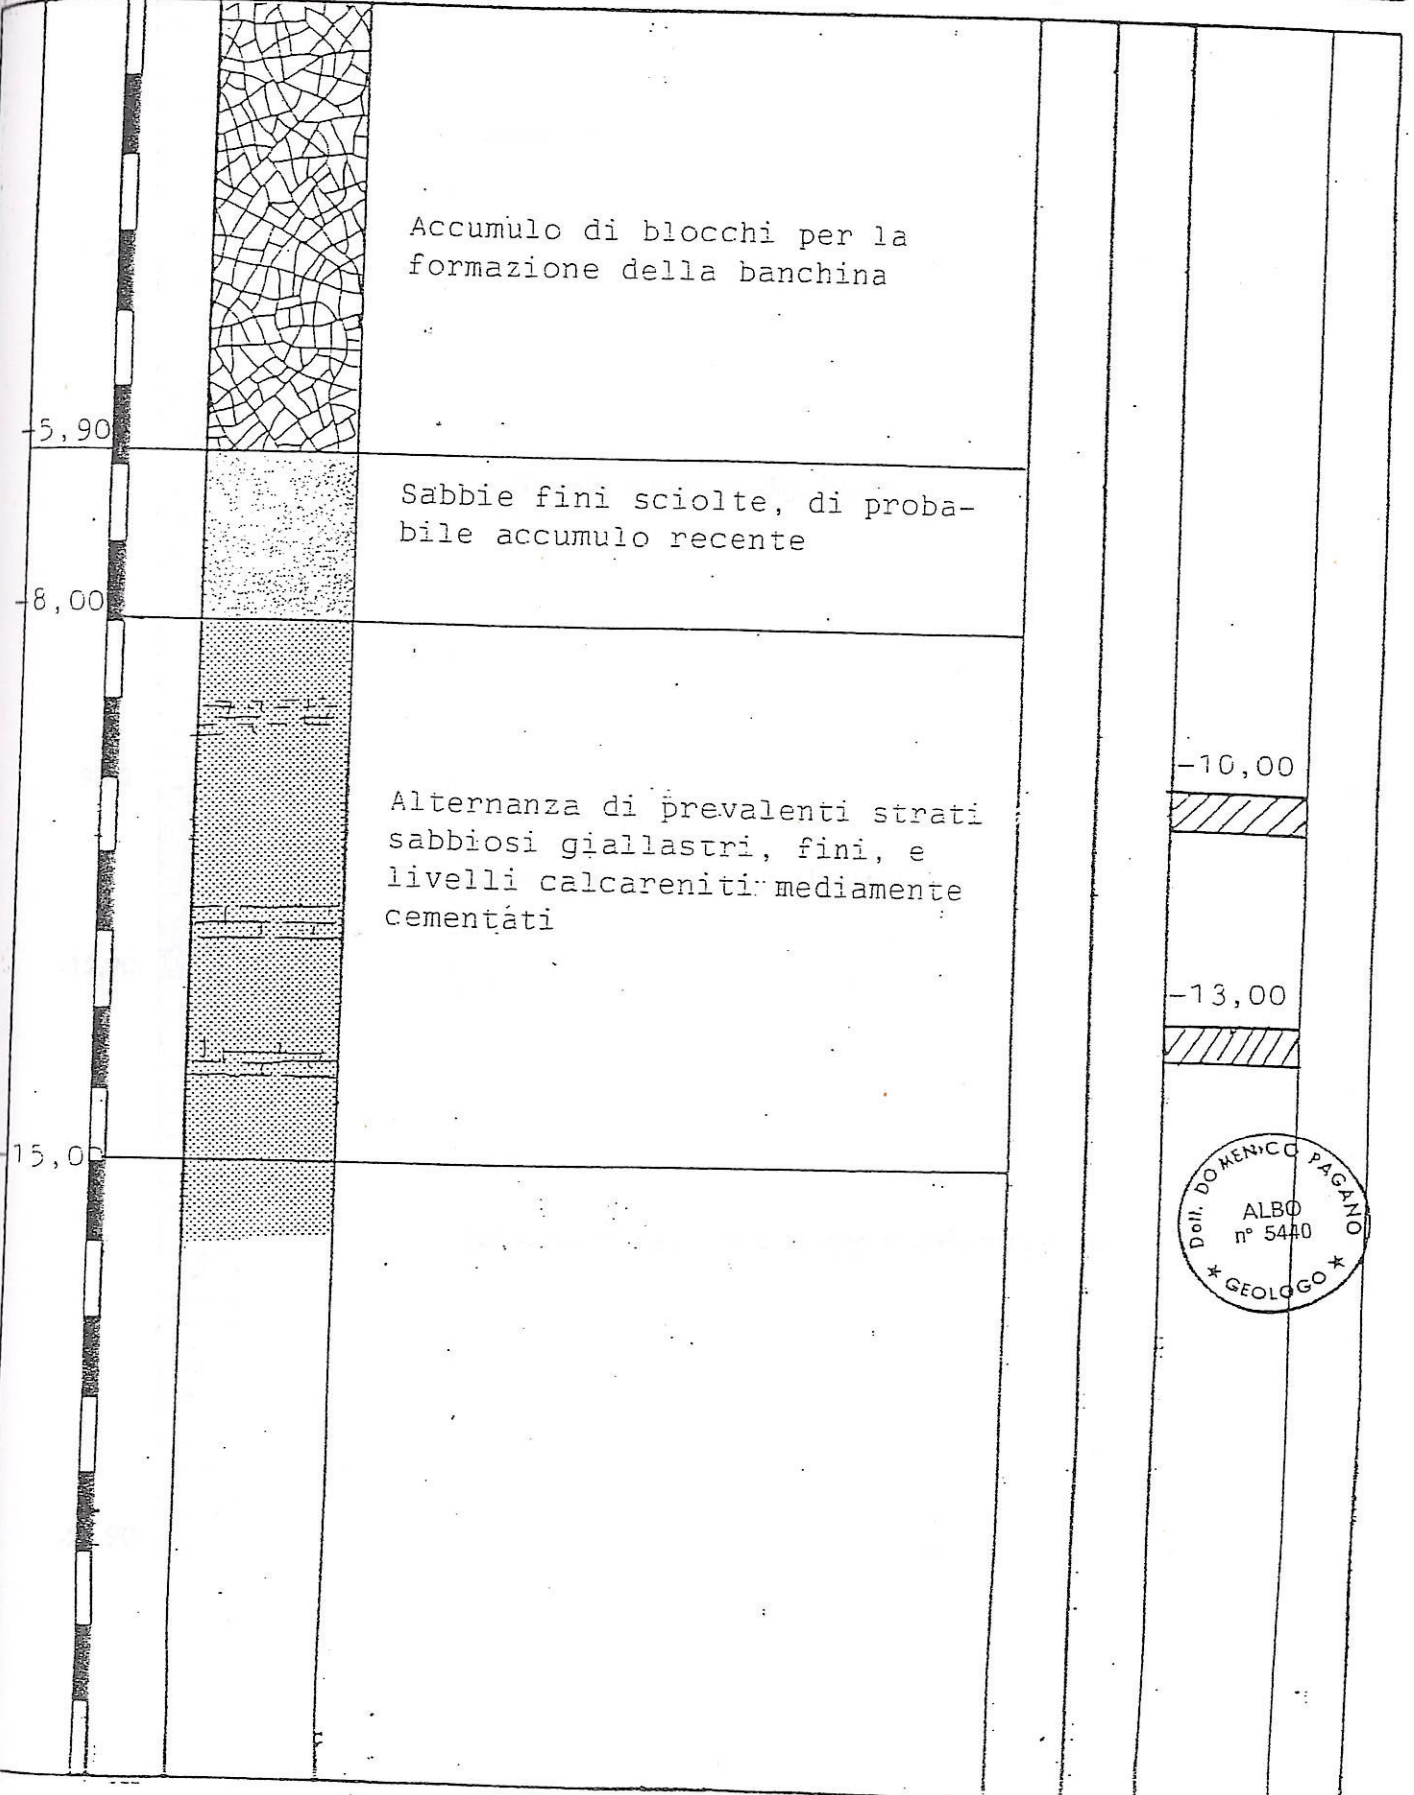 Accumulo di blocchi per la
formazione della banchina
-5,90
Sabbie fini sciolte, di proba-
bile accumulo recente
-8,00
-10,00
Alternanza di prevalenti strati
sabbiosi giallastri, fini, e
livelli calcareniti mediamente
cementati
-13,00
-15,00
Dott. DOMENICO PAGANO
ALBO
n° 5440
* GEOLOGO *